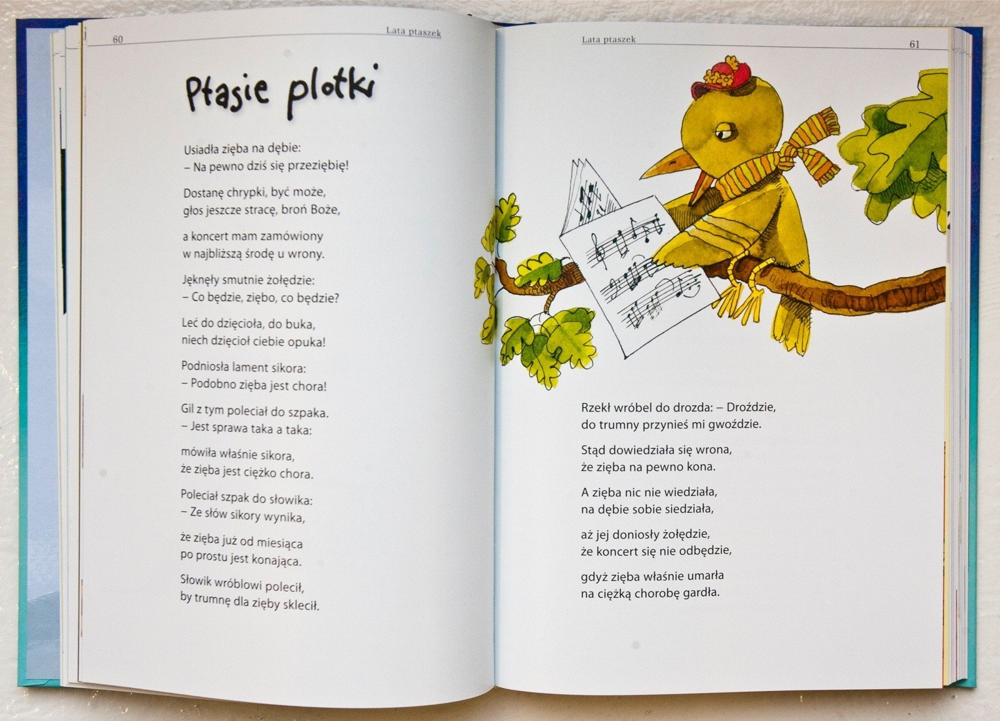 60
Lata ptaszek
Ptasie plotki
Usiadła zięba na dębie:
– Na pewno dziś się przeziębię!
Dostanę chrypki, być może,
głos jeszcze stracę, broń Boże,
a koncert mam zamówiony
w najbliższą środę u wrony.
Jęknęły smutnie żołędzie:
– Co będzie, ziębo, co będzie?
Leć do dzięcioła, do buka,
niech dzięcioł ciebie opuka!
Podniosła lament sikora:
– Podobno zięba jest chora!
Gil z tym poleciał do szpaka.
– Jest sprawa taka a taka:
mówiła właśnie sikora,
że zięba jest ciężko chora.
Poleciał szpak do słowika:
– Ze słów sikory wynika,
że zięba już od miesiąca
po prostu jest konająca.
Słowik wróblowi polecił,
by trumnę dla zięby sklecił.
Lata ptaszek
61
Rzekł wróbel do drozda: – Droździe,
do trumny przynieś mi gwoździe.
Stąd dowiedziała się wrona,
że zięba na pewno kona.
A zięba nic nie wiedziała,
na dębie sobie siedziała,
aż jej doniosły żołędzie,
że koncert się nie odbędzie,
gdyż zięba właśnie umarła
na ciężką chorobę gardła.